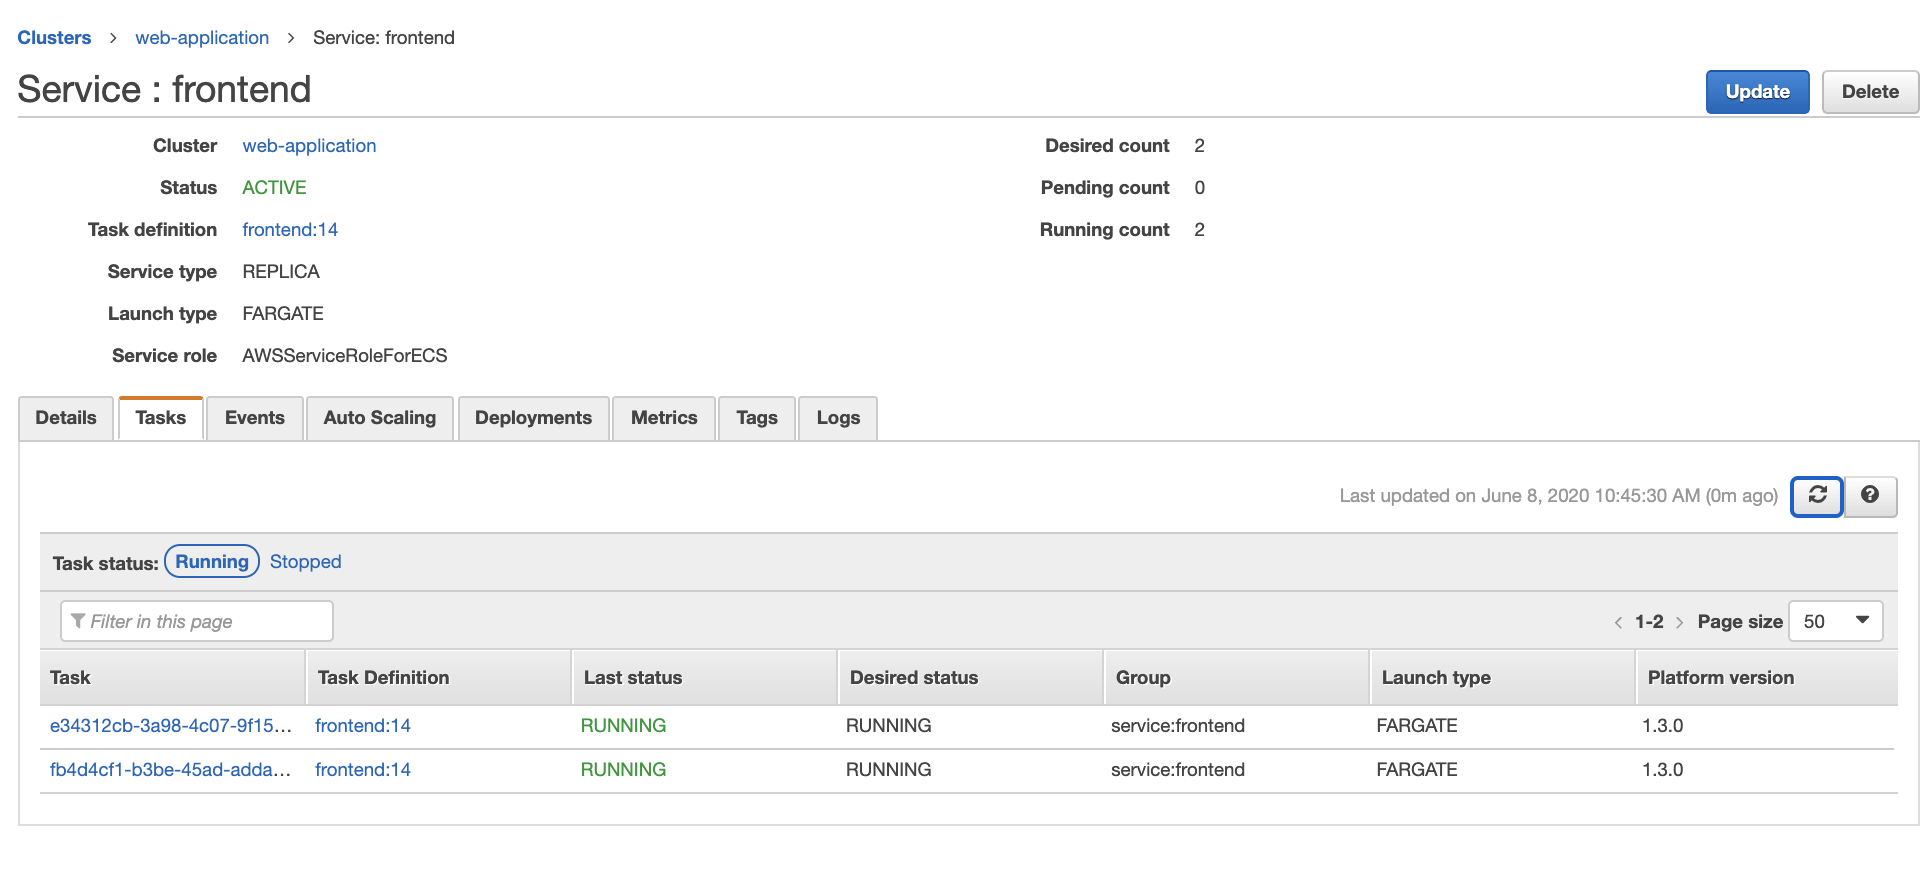 Clusters > web-application > Service: frontend
Service : frontend
Update Delete
Cluster web-application Desired count 2
Status ACTIVE Pending count 0
Task definition frontend:14 Running count 2
Service type REPLICA
Launch type FARGATE
Service role AWSServiceRoleForECS
Details Tasks Events Auto Scaling Deployments Metrics Tags Logs
Last updated on June 8, 2020 10:45:30 AM (0m ago) ?
Task status: Running Stopped
Filter in this page < 1-2 > Page size 50
Task Task Definition Last status Desired status Group Launch type Platform version
e34312cb-3a98-4c07-9f15... frontend:14 RUNNING RUNNING service:frontend FARGATE 1.3.0
fb4d4cf1-b3be-45ad-adda... frontend:14 RUNNING RUNNING service:frontend FARGATE 1.3.0